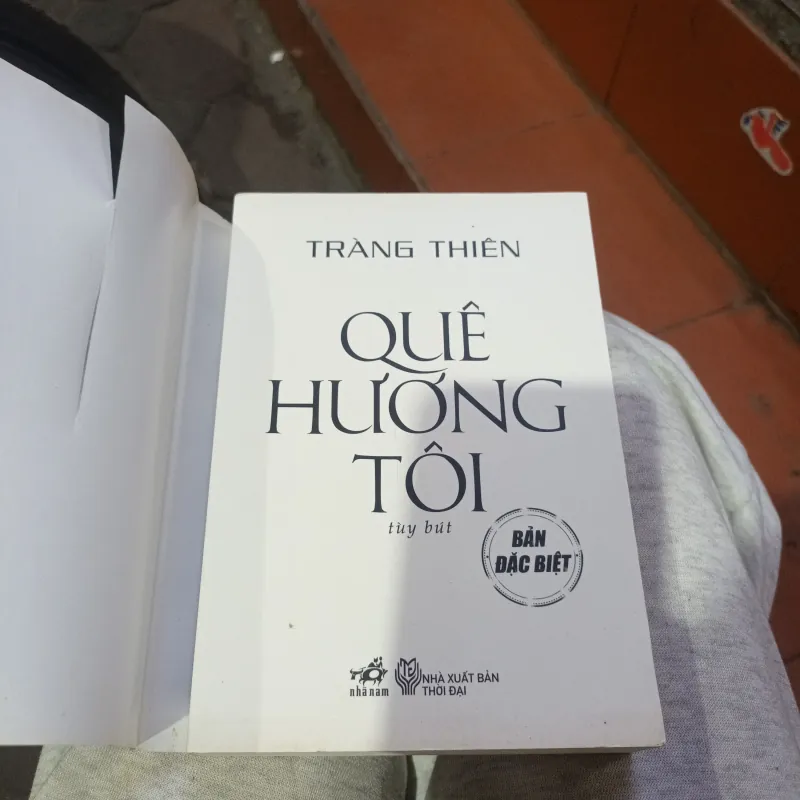 TRÀNG THIÊN
QUÊ
HƯƠNG
TÔI
tùy bút
BẢN
ĐẶC BIỆT
nhã nam
NHÀ XUẤT BẢN
THỜI ĐẠI